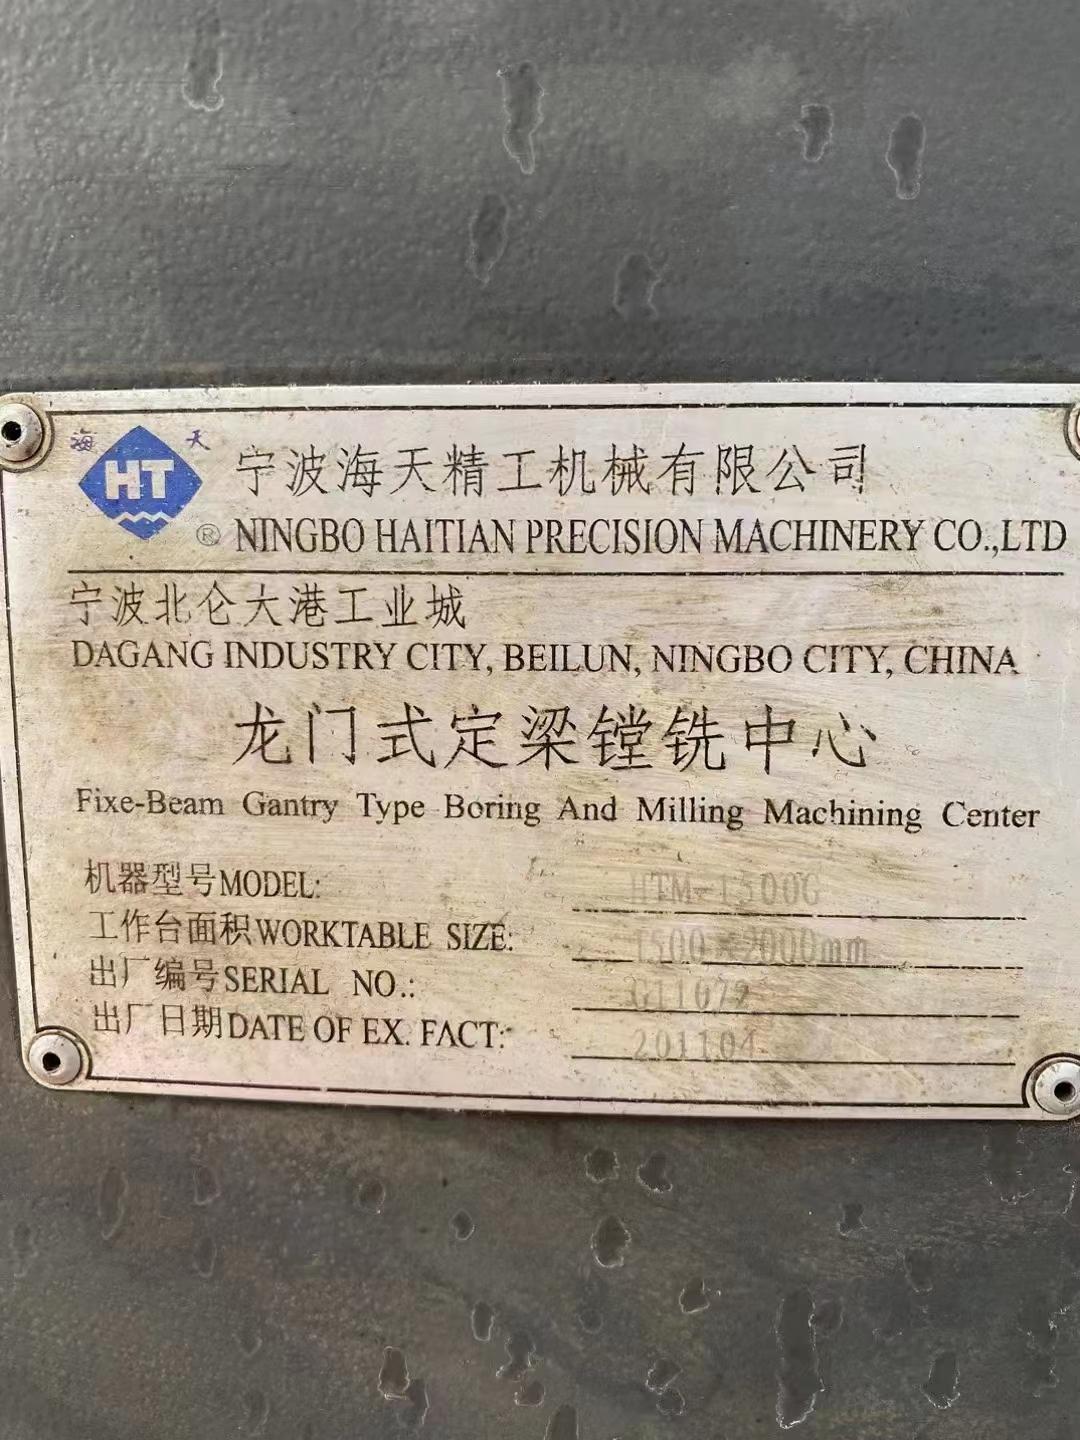 海 天
HT
® 宁波海天精工机械有限公司
NINGBO HAITIAN PRECISION MACHINERY CO.,LTD
宁波北仑大港工业城
DAGANG INDUSTRY CITY, BEILUN, NINGBO CITY, CHINA
龙门式定梁镗铣中心
Fixe-Beam Gantry Type Boring And Milling Machining Center
机器型号MODEL: HTM-1500G
工作台面积WORKTABLE SIZE: 1500×2000mm
出厂编号SERIAL NO.: G11079
出厂日期DATE OF EX. FACT: 201104